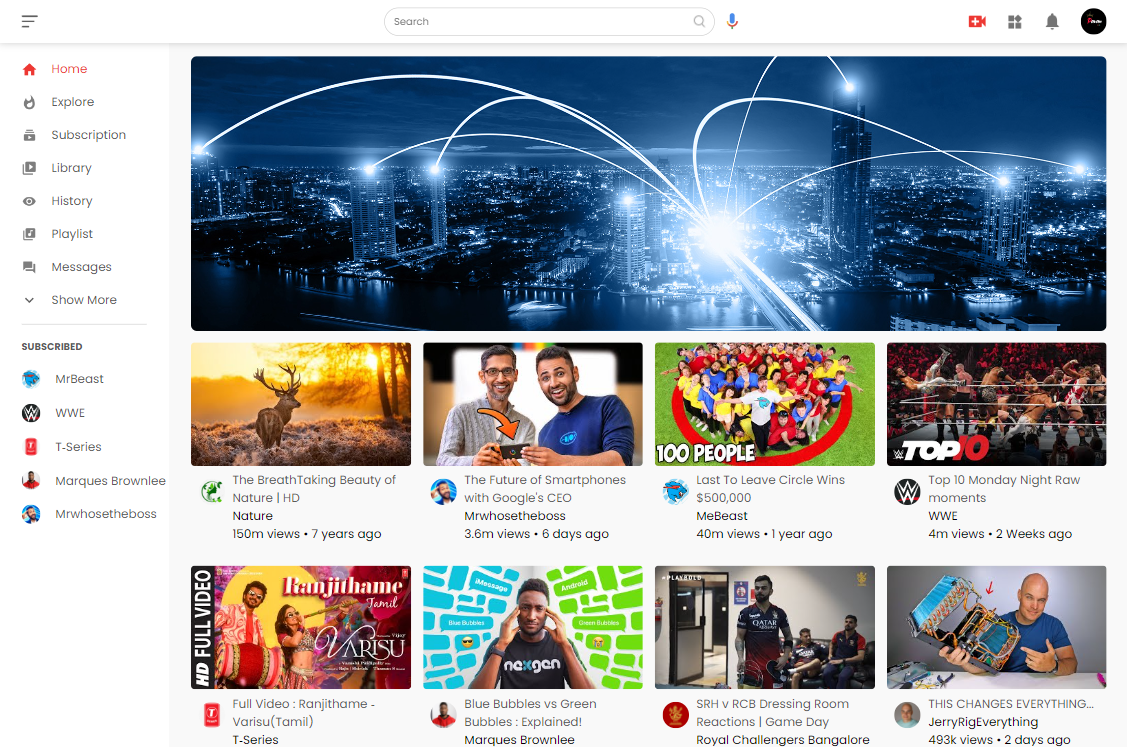 Search
Home
Explore
Subscription
Library
History
Playlist
Messages
Show More
SUBSCRIBED
MrBeast
WWE
T-Series
Marques Brownlee
Mrwhosetheboss
100 PEOPLE
TOP10
The BreathTaking Beauty of
Nature | HD
Nature
150m views • 7 years ago
The Future of Smartphones
with Google's CEO
Mrwhosetheboss
3.6m views • 6 days ago
Last To Leave Circle Wins
$500,000
MeBeast
40m views • 1 year ago
Top 10 Monday Night Raw
moments
WWE
4m views • 2 Weeks ago
HD FULL VIDEO
Ranjithame
Tamil
Vijay
VARISU
iMessage
Android
Blue Bubbles
Green Bubbles
nexgen
PLAYBOLD
QATAR
Full Video : Ranjithame -
Varisu(Tamil)
T-Series
Blue Bubbles vs Green
Bubbles : Explained!
Marques Brownlee
SRH v RCB Dressing Room
Reactions | Game Day
Royal Challengers Bangalore
THIS CHANGES EVERYTHING...
JerryRigEverything
493k views • 2 days ago